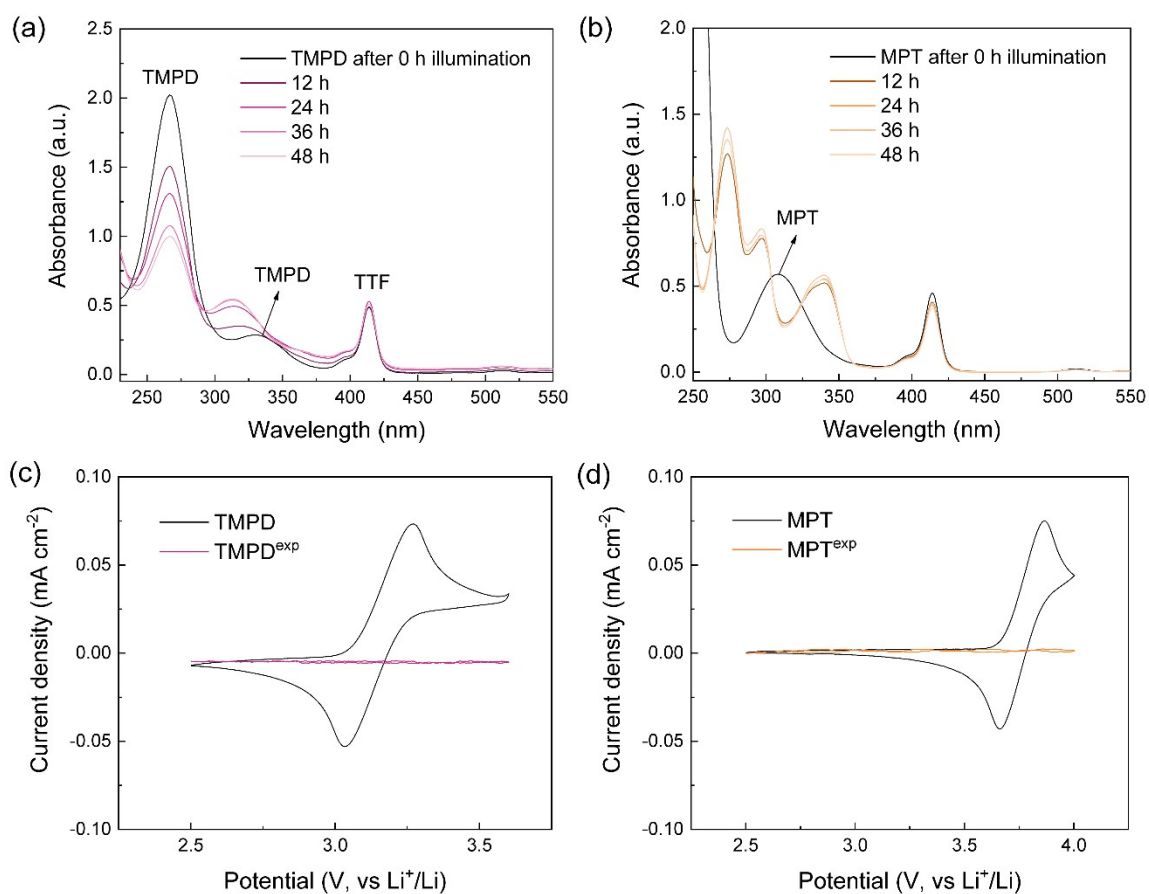 (a)
TMPD after 0 h illumination
12 h
24 h
36 h
48 h
TMPD
TMPD
TTF
2.5
2.0
1.5
1.0
0.5
0.0
Absorbance (a.u.)
250 300 350 400 450 500 550
Wavelength (nm)
(b)
MPT after 0 h illumination
12 h
24 h
36 h
48 h
MPT
2.0
1.5
1.0
0.5
0.0
Absorbance (a.u.)
250 300 350 400 450 500 550
Wavelength (nm)
(c)
TMPD
TMPDᵉˣᵖ
0.10
0.05
0.00
-0.05
-0.10
Current density (mA cm⁻²)
2.5 3.0 3.5
Potential (V, vs Li⁺/Li)
(d)
MPT
MPTᵉˣᵖ
0.10
0.05
0.00
-0.05
-0.10
Current density (mA cm⁻²)
2.5 3.0 3.5 4.0
Potential (V, vs Li⁺/Li)